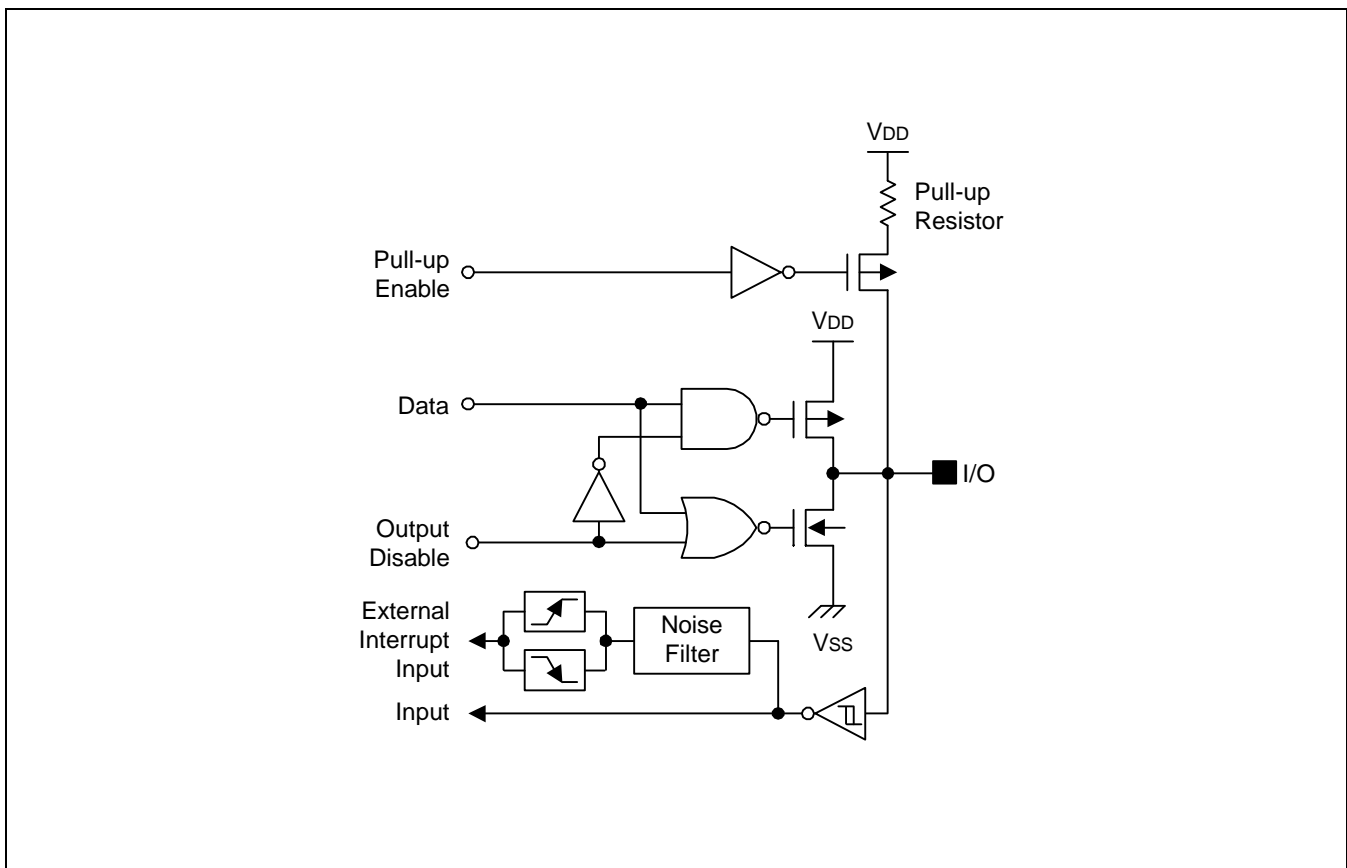 VDD
Pull-up
Resistor
Pull-up
Enable
VDD
Data
I/O
Output
Disable
External
Interrupt
Input
Noise
Filter
VSS
Input